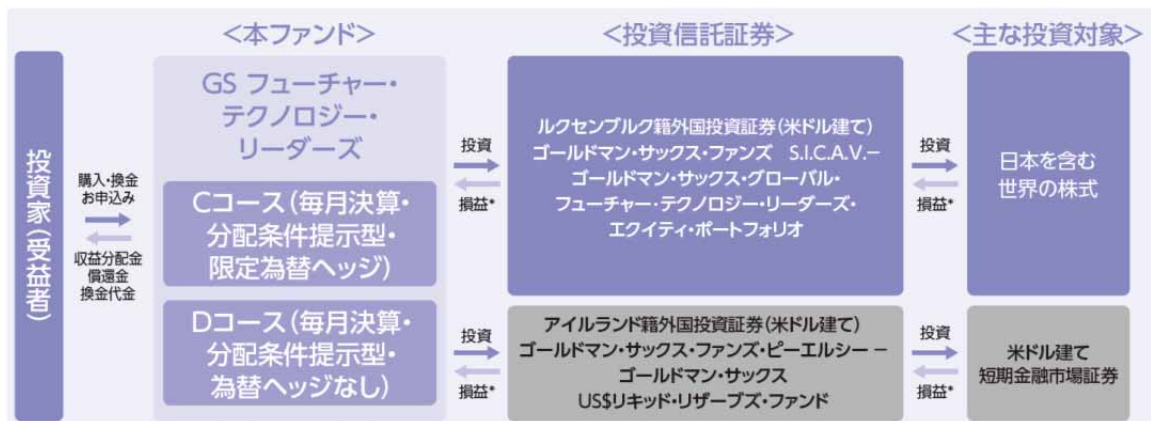 <本ファンド>
<投資信託証券>
<主な投資対象>
投資家(受益者)
購入・換金
お申込み
収益分配金
償還金
換金代金
GS フューチャー・
テクノロジー・
リーダーズ
Cコース(毎月決算・
分配条件提示型・
限定為替ヘッジ)
Dコース(毎月決算・
分配条件提示型・
為替ヘッジなし)
投資
損益*
投資
損益*
ルクセンブルク籍外国投資証券(米ドル建て)
ゴールドマン・サックス・ファンズ S.I.C.A.V.－
ゴールドマン・サックス・グローバル・
フューチャー・テクノロジー・リーダーズ・
エクイティ・ポートフォリオ
アイルランド籍外国投資証券(米ドル建て)
ゴールドマン・サックス・ファンズ・ピーエルシー －
ゴールドマン・サックス
US$リキッド・リザーブズ・ファンド
投資
損益*
投資
損益*
日本を含む
世界の株式
米ドル建て
短期金融市場証券